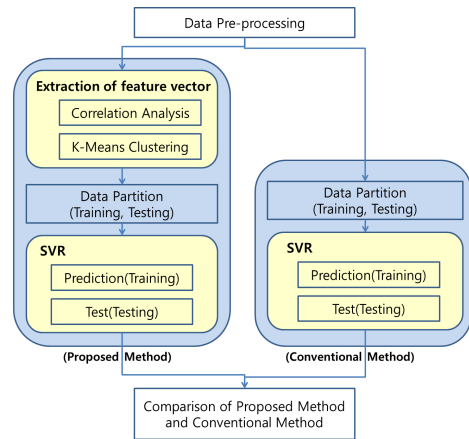 Data Pre-processing
Extraction of feature vector
Correlation Analysis
K-Means Clustering
Data Partition
(Training, Testing)
SVR
Prediction(Training)
Test(Testing)
(Proposed Method)
Data Partition
(Training, Testing)
SVR
Prediction(Training)
Test(Testing)
(Conventional Method)
Comparison of Proposed Method
and Conventional Method